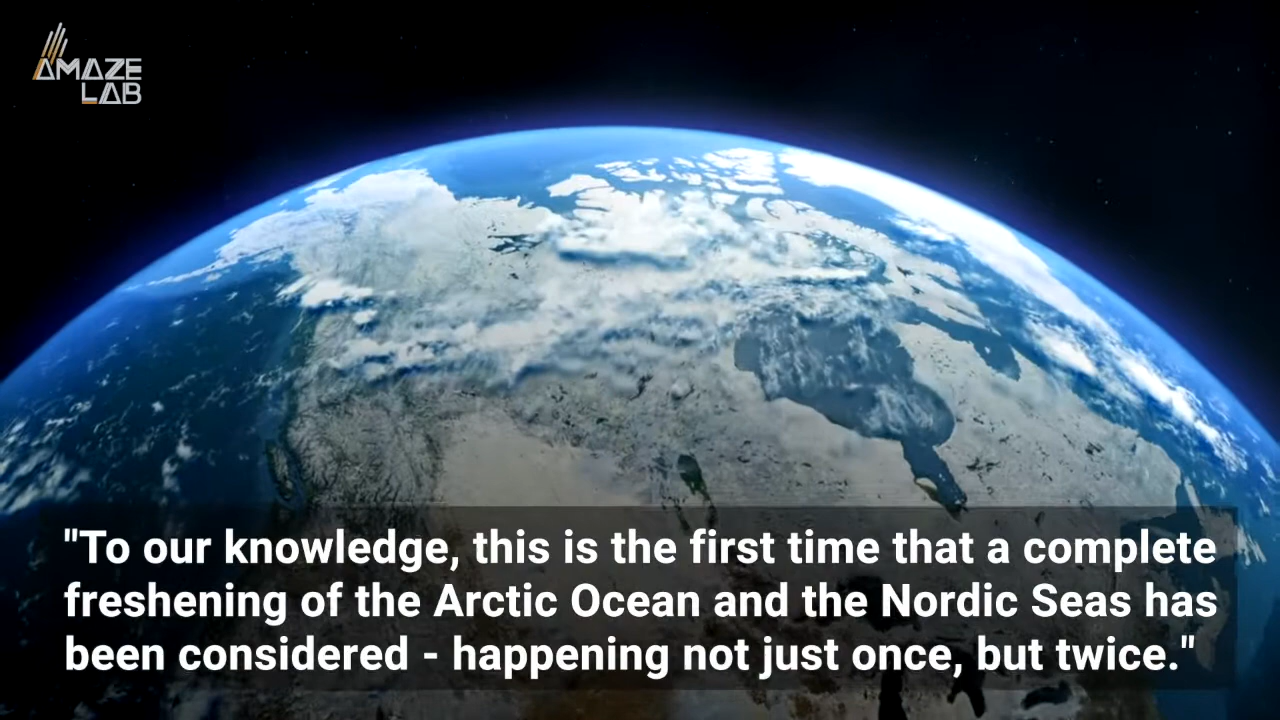 AMAZE
LAB
"To our knowledge, this is the first time that a complete
freshening of the Arctic Ocean and the Nordic Seas has
been considered - happening not just once, but twice."